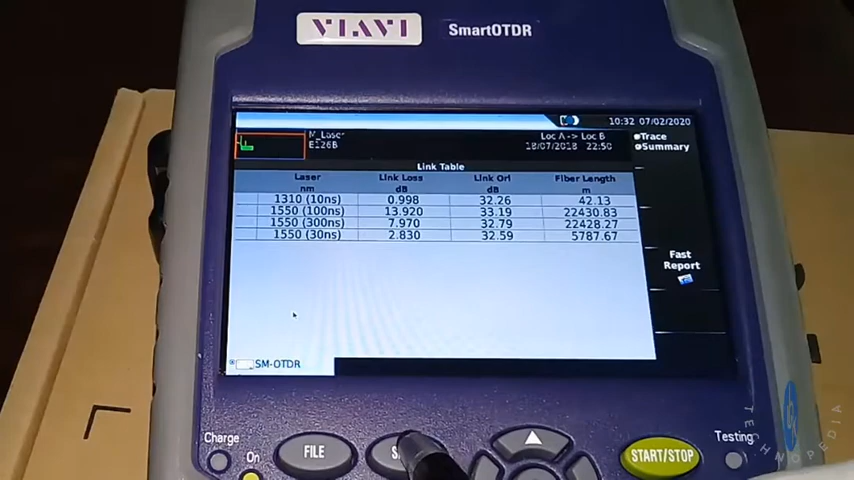 VIAVI SmartOTDR
10:32 07/02/2020
Loc A-> Loc B
E126B 18/07/2018 22:50
Trace
Summary
Link Table
Laser Link Loss Link Orl Fiber Length
nm dB dB m
1310 (10ns) 0.998 32.26 42.13
1550 (100ns) 13.920 33.19 22430.83
1550 (300ns) 7.970 32.79 22428.27
1550 (30ns) 2.830 32.59 5787.67
Fast
Report
SM-OTDR
Charge
On
FILE
START/STOP
Testing
TECHNOPEDIA